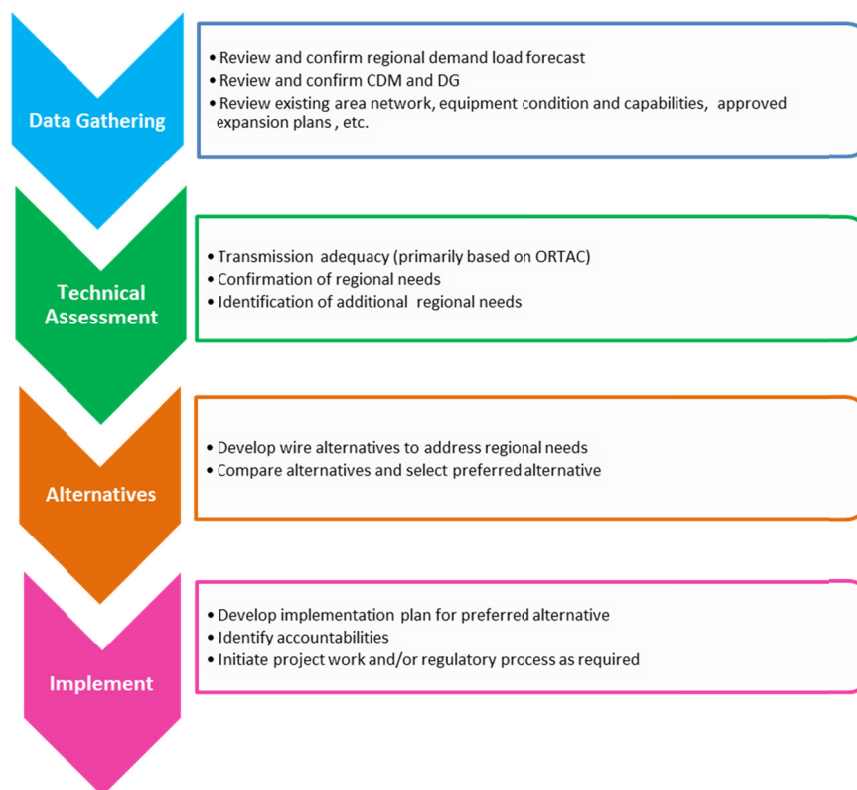 Data Gathering
• Review and confirm regional demand load forecast
• Review and confirm CDM and DG
• Review existing area network, equipment condition and capabilities, approved
expansion plans , etc.
Technical
Assessment
• Transmission adequacy (primarily based on ORTAC)
• Confirmation of regional needs
• Identification of additional regional needs
Alternatives
• Develop wire alternatives to address regional needs
• Compare alternatives and select preferred alternative
Implement
• Develop implementation plan for preferred alternative
• Identify accountabilities
• Initiate project work and/or regulatory process as required